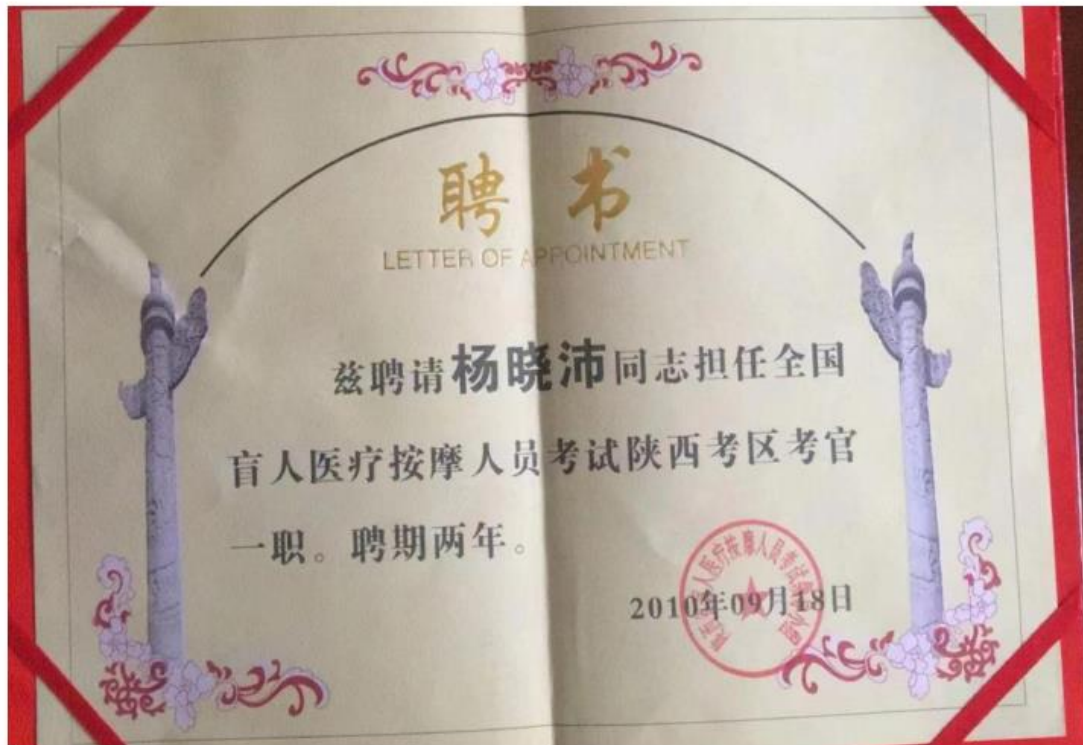 聘书
LETTER OF APPOINTMENT
兹聘请杨晓沛同志担任全国
盲人医疗按摩人员考试陕西考区考官
一职。聘期两年。
2010年09月18日